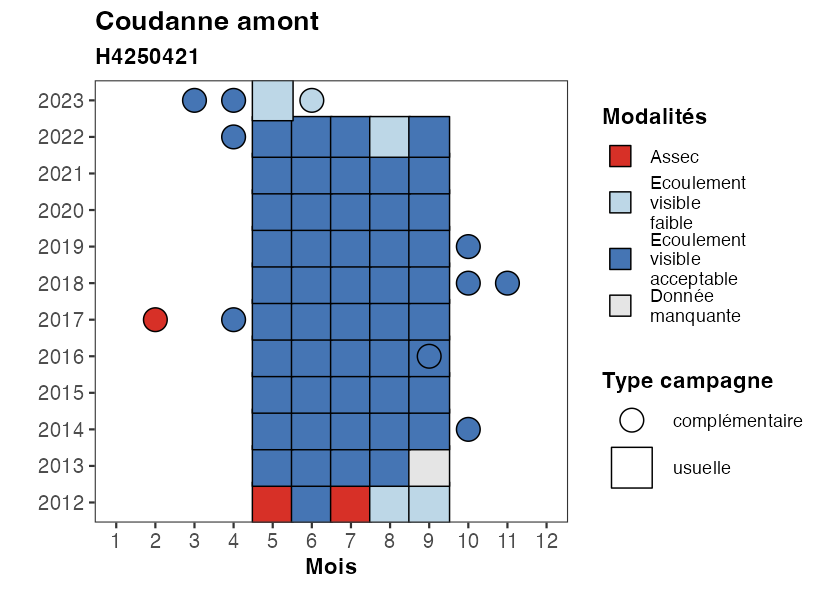 Coudanne amont
H4250421
2023
2022
2021
2020
2019
2018
2017
2016
2015
2014
2013
2012
1 2 3 4 5 6 7 8 9 10 11 12
Mois
Modalités
Assec
Ecoulement
visible
faible
Ecoulement
visible
acceptable
Donnée
manquante
Type campagne
complémentaire
usuelle